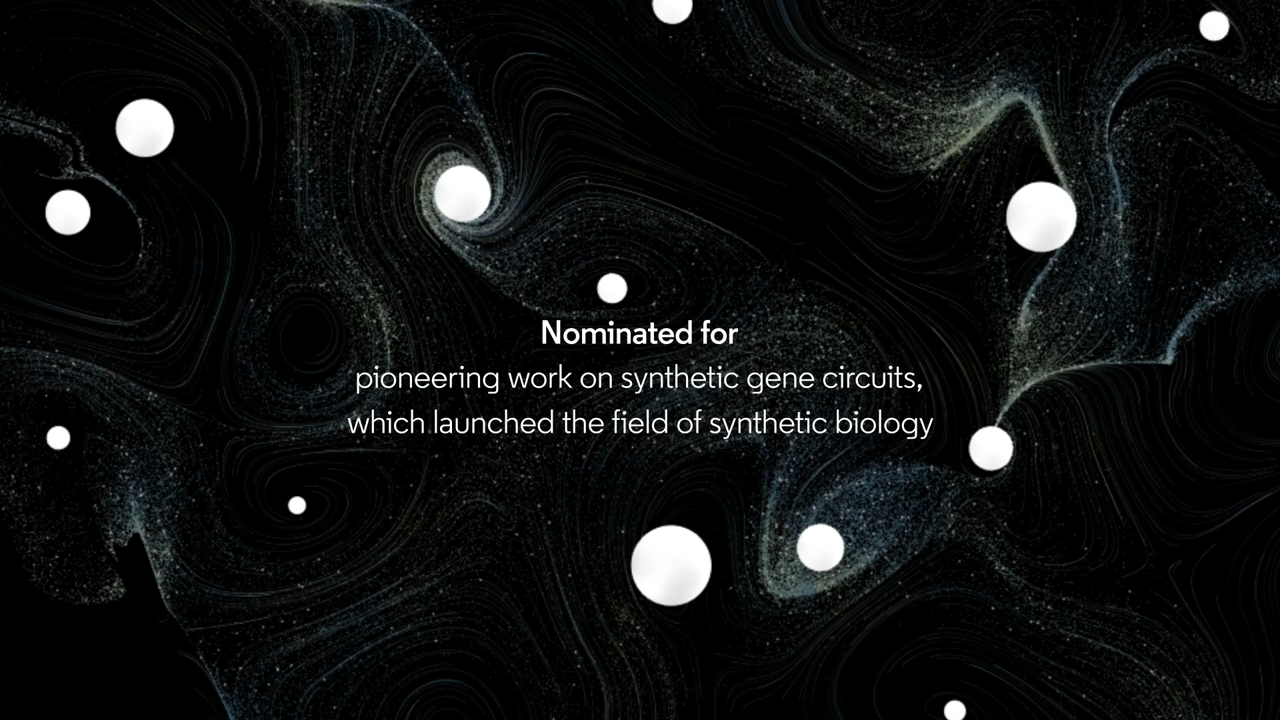 Nominated for
pioneering work on synthetic gene circuits,
which launched the field of synthetic biology